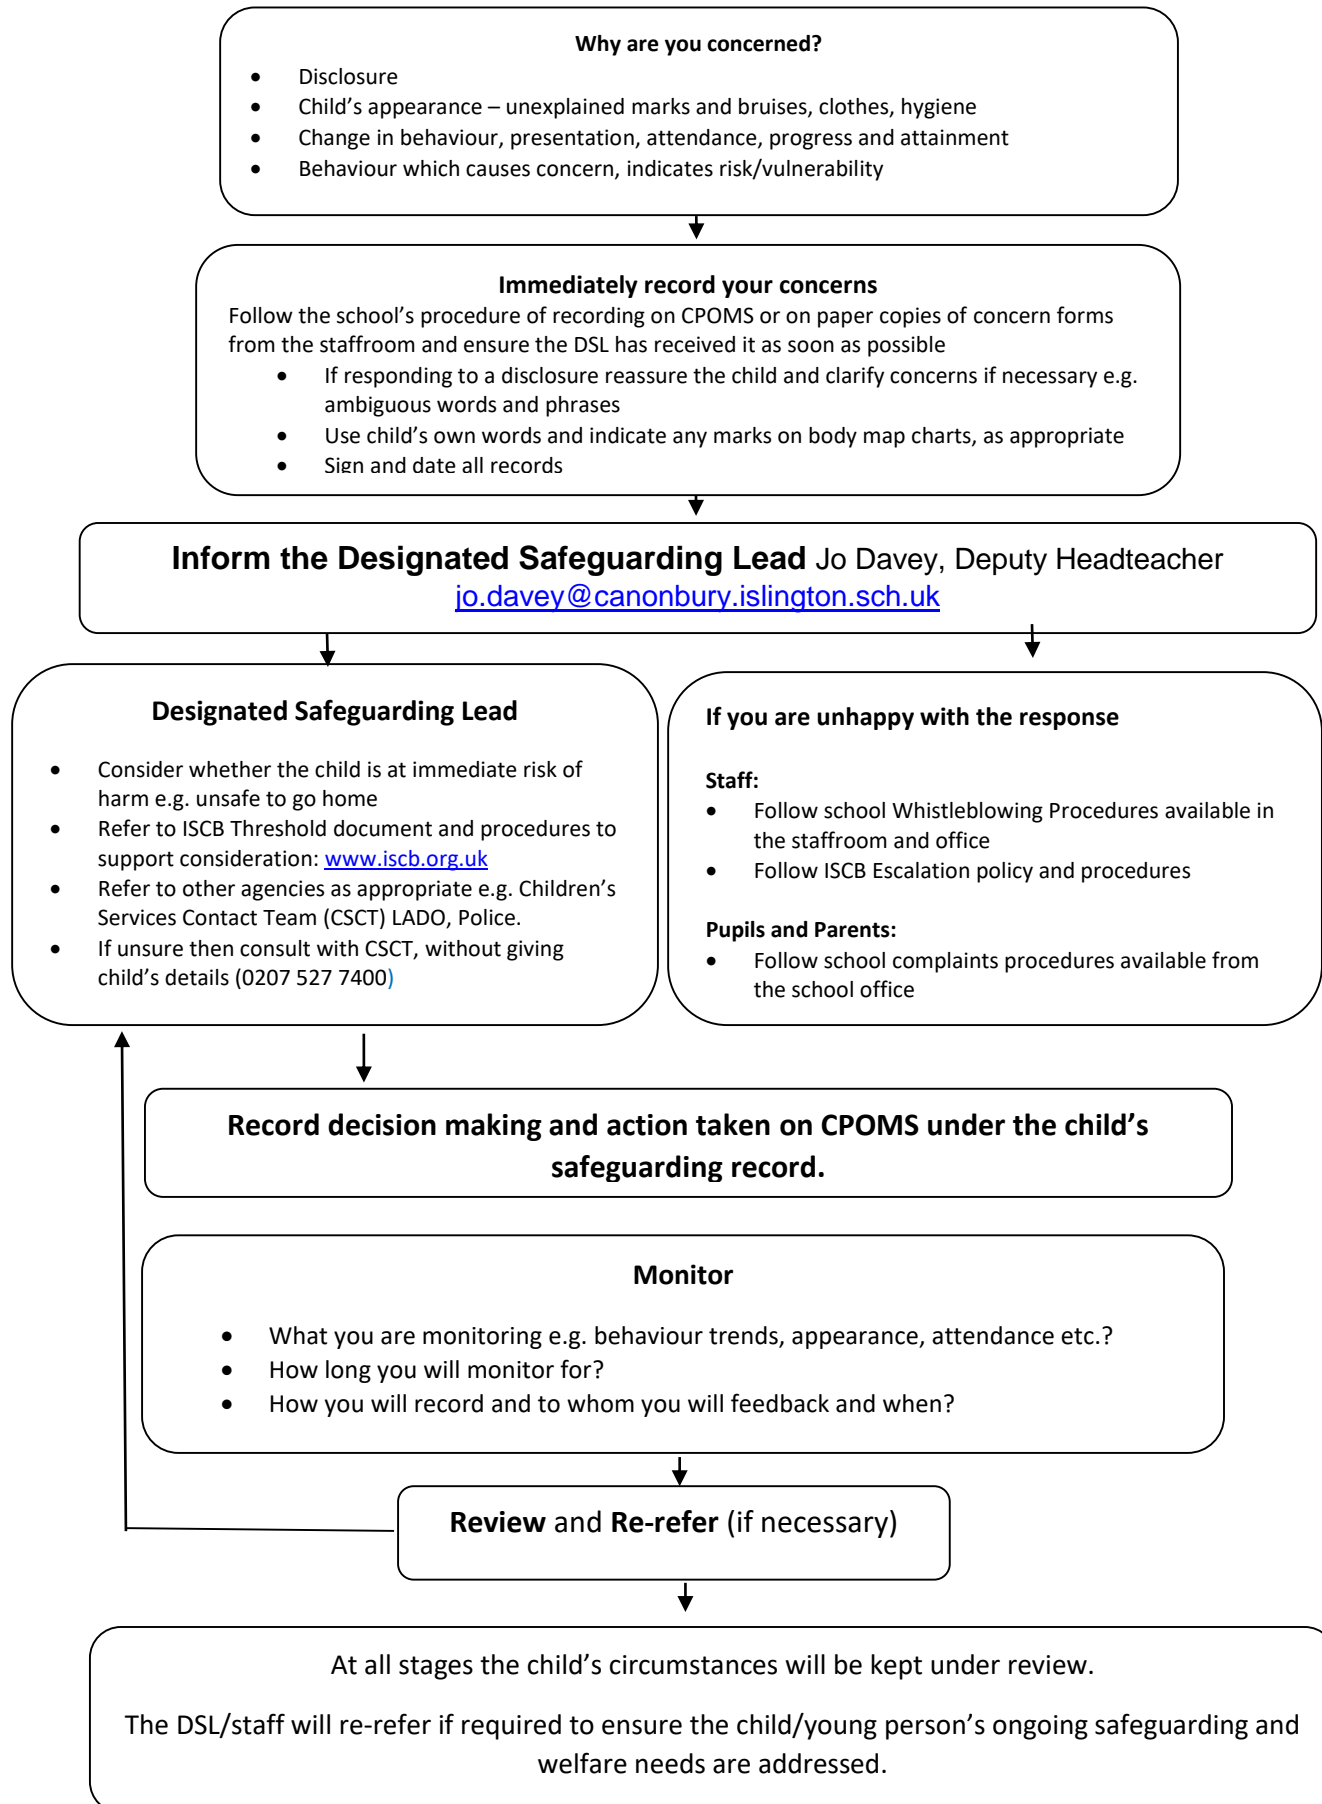 Why are you concerned?
• Disclosure
• Child’s appearance – unexplained marks and bruises, clothes, hygiene
• Change in behaviour, presentation, attendance, progress and attainment
• Behaviour which causes concern, indicates risk/vulnerability
Immediately record your concerns
Follow the school’s procedure of recording on CPOMS or on paper copies of concern forms
from the staffroom and ensure the DSL has received it as soon as possible
• If responding to a disclosure reassure the child and clarify concerns if necessary e.g.
ambiguous words and phrases
• Use child’s own words and indicate any marks on body map charts, as appropriate
• Sign and date all records
Inform the Designated Safeguarding Lead Jo Davey, Deputy Headteacher
jo.davey@canonbury.islington.sch.uk
Designated Safeguarding Lead
• Consider whether the child is at immediate risk of
harm e.g. unsafe to go home
• Refer to ISCB Threshold document and procedures to
support consideration: www.iscb.org.uk
• Refer to other agencies as appropriate e.g. Children’s
Services Contact Team (CSCT) LADO, Police.
• If unsure then consult with CSCT, without giving
child’s details (0207 527 7400)
If you are unhappy with the response
Staff:
• Follow school Whistleblowing Procedures available in
the staffroom and office
• Follow ISCB Escalation policy and procedures
Pupils and Parents:
• Follow school complaints procedures available from
the school office
Record decision making and action taken on CPOMS under the child’s
safeguarding record.
Monitor
• What you are monitoring e.g. behaviour trends, appearance, attendance etc.?
• How long you will monitor for?
• How you will record and to whom you will feedback and when?
Review and Re-refer (if necessary)
At all stages the child’s circumstances will be kept under review.
The DSL/staff will re-refer if required to ensure the child/young person’s ongoing safeguarding and
welfare needs are addressed.